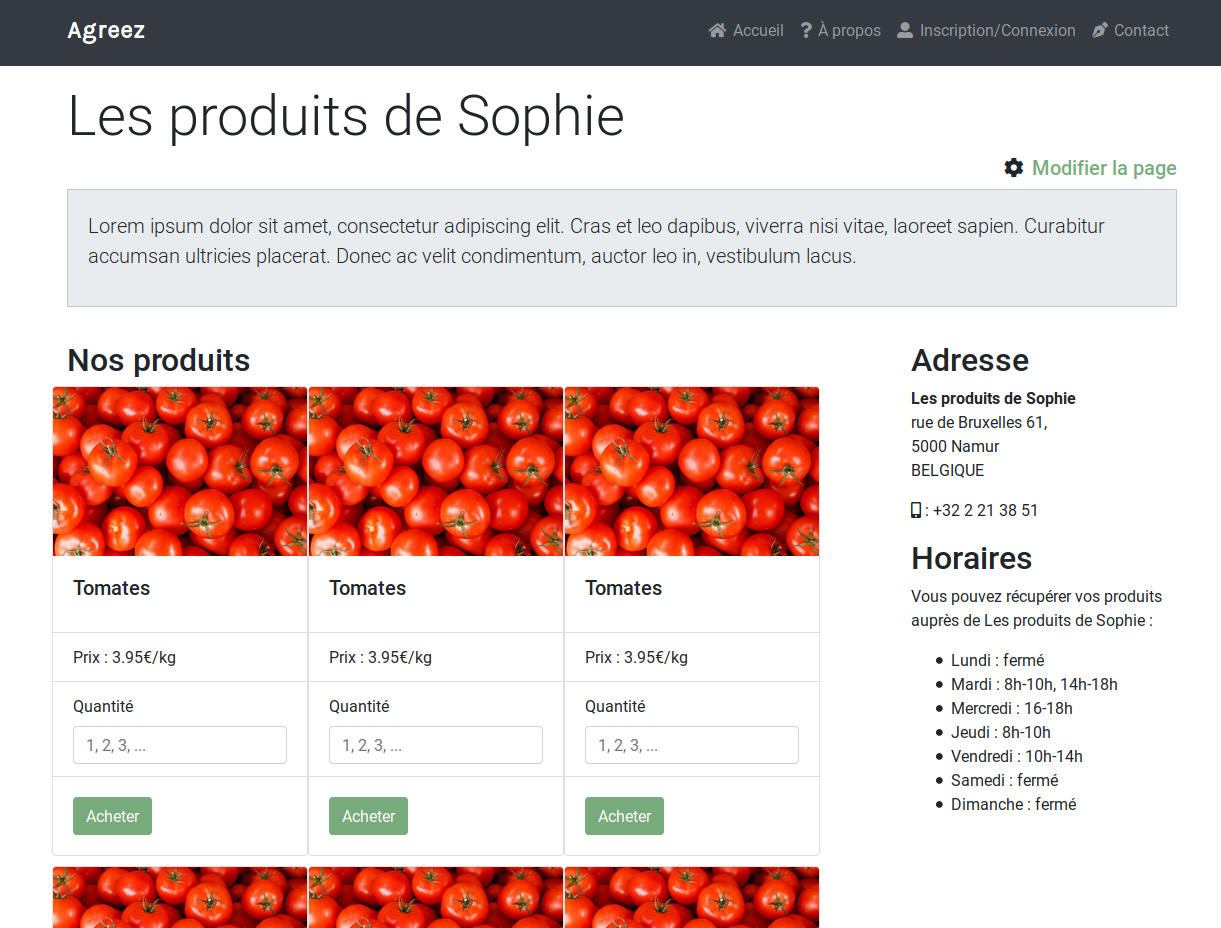 Agreez
Accueil
À propos
Inscription/Connexion
Contact
Les produits de Sophie
Modifier la page
Lorem ipsum dolor sit amet, consectetur adipiscing elit. Cras et leo dapibus, viverra nisi vitae, laoreet sapien. Curabitur
accumsan ultricies placerat. Donec ac velit condimentum, auctor leo in, vestibulum lacus.
Nos produits
Tomates
Prix : 3.95€/kg
Quantité
1, 2, 3, ...
Acheter
Tomates
Prix : 3.95€/kg
Quantité
1, 2, 3, ...
Acheter
Tomates
Prix : 3.95€/kg
Quantité
1, 2, 3, ...
Acheter
Adresse
Les produits de Sophie
rue de Bruxelles 61,
5000 Namur
BELGIQUE
: +32 2 21 38 51
Horaires
Vous pouvez récupérer vos produits
auprès de Les produits de Sophie :
Lundi : fermé
Mardi : 8h-10h, 14h-18h
Mercredi : 16-18h
Jeudi : 8h-10h
Vendredi : 10h-14h
Samedi : fermé
Dimanche : fermé